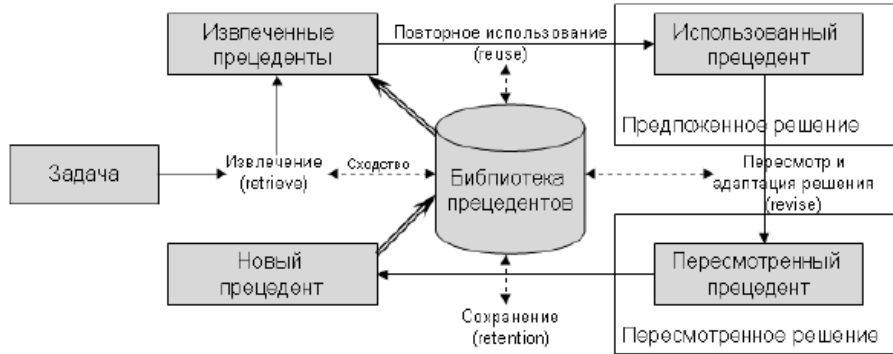 Извлеченные
прецеденты
Повторное использование
(reuse)
Использованный
прецедент
Предложенное решение
Задача
Извлечение
(retrieve)
Сходство
Библиотека
прецедентов
Пересмотр и
адаптация решения
(revise)
Новый
прецедент
Пересмотренный
прецедент
Сохранение
(retention)
Пересмотренное решение